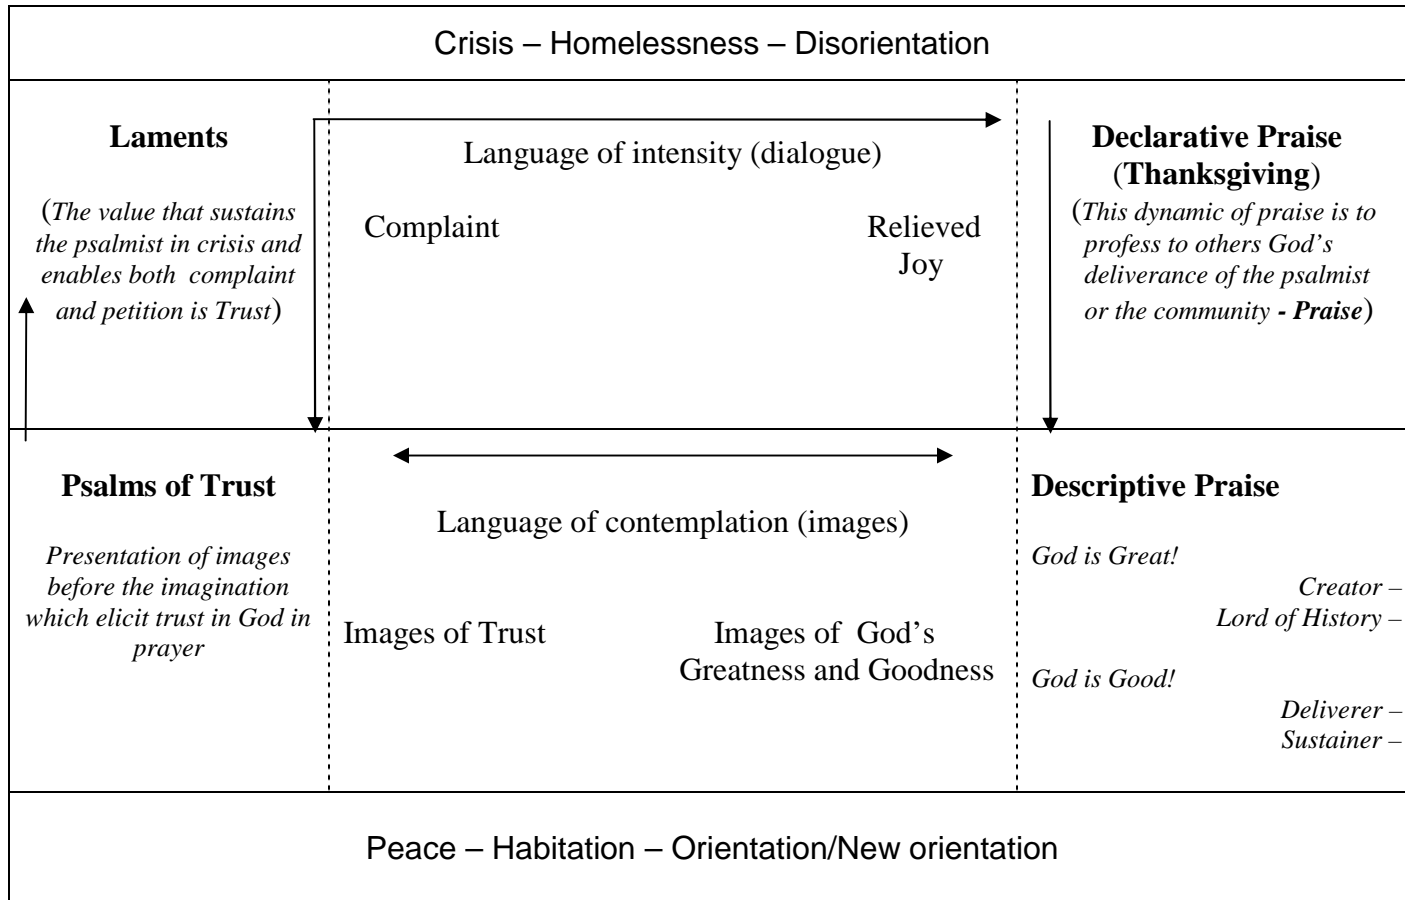 Crisis – Homelessness – Disorientation
Laments
(The value that sustains
the psalmist in crisis and
enables both complaint
and petition is Trust)
Language of intensity (dialogue)
Complaint
Relieved
Joy
Declarative Praise
(Thanksgiving)
(This dynamic of praise is to
profess to others God’s
deliverance of the psalmist
or the community - Praise)
Psalms of Trust
Presentation of images
before the imagination
which elicit trust in God in
prayer
Language of contemplation (images)
Images of Trust
Images of God’s
Greatness and Goodness
Descriptive Praise
God is Great!
Creator –
Lord of History –
God is Good!
Deliverer –
Sustainer –
Peace – Habitation – Orientation/New orientation